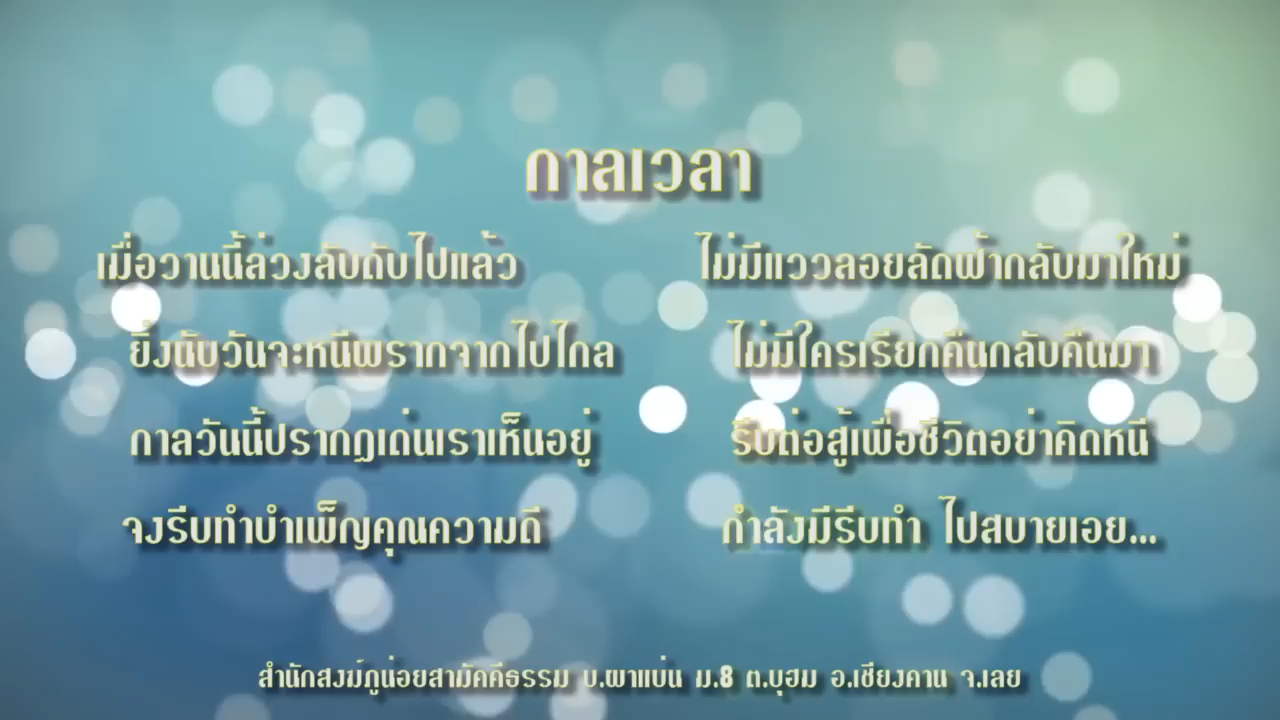 กาลเวลา
เมื่อวานนี้ล่วงลับดับไปแล้ว ไม่มีแววลอยลัดฟ้ากลับมาใหม่
ยิ่งนับวันจะหนีพรากจากไปไกล ไม่มีใครเรียกคืนกลับคืนมา
กาลวันนี้ปรากฏเด่นเราเห็นอยู่ รีบต่อสู้เพื่อชีวิตอย่าคิดหนี
จงรีบทำบำเพ็ญคุณความดี กำลังมีรีบทำ ไปสบายเอย...
สำนักสงฆ์ภูน่อยสามัคคีธรรม บ.ผาแบ่น ม.8 ต.บุฮม อ.เชียงคาน จ.เลย